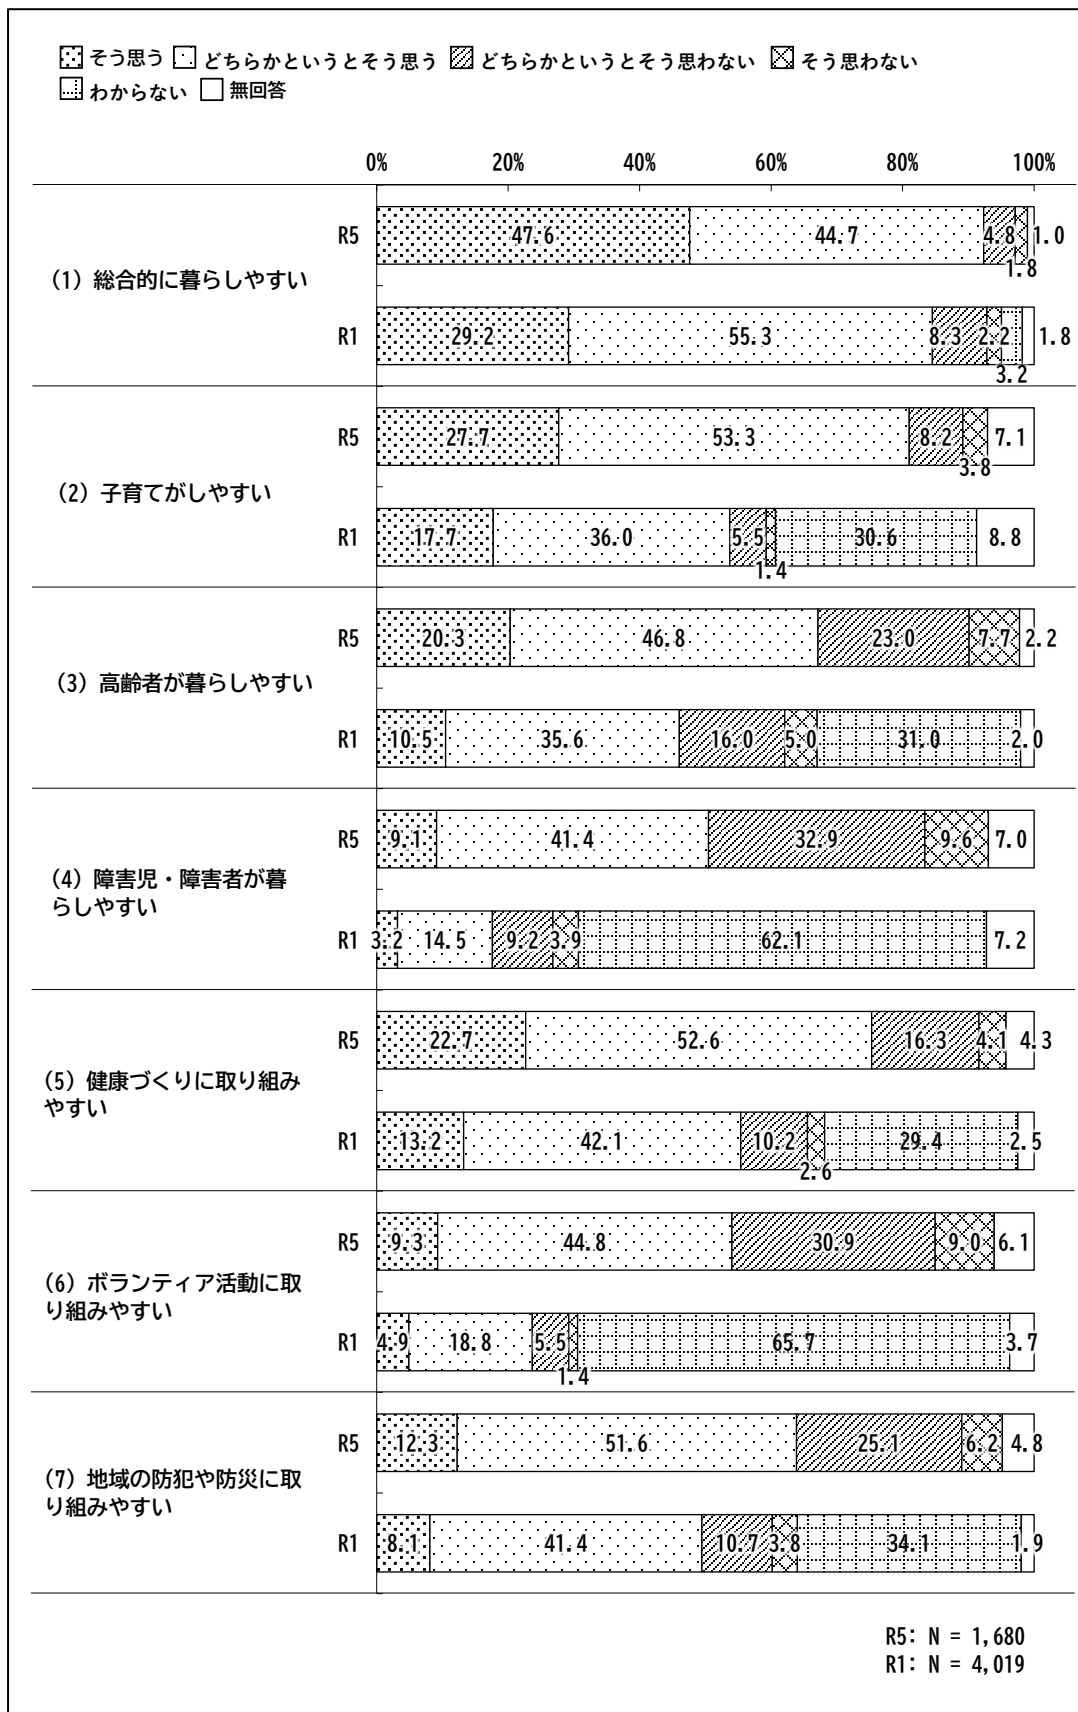 そう思う どちらかというとそう思う どちらかというとそう思わない そう思わない
わからない 無回答
0% 20% 40% 60% 80% 100%
R5 47.6 44.7 4.8 1.8 1.0
(1) 総合的に暮らしやすい
R1 29.2 55.3 8.3 2.2 3.2 1.8
R5 27.7 53.3 8.2 3.8 7.1
(2) 子育てがしやすい
R1 17.7 36.0 5.5 1.4 30.6 8.8
R5 20.3 46.8 23.0 7.7 2.2
(3) 高齢者が暮らしやすい
R1 10.5 35.6 16.0 5.0 31.0 2.0
R5 9.1 41.4 32.9 9.6 7.0
(4) 障害児・障害者が暮
らしやすい
R1 3.2 14.5 9.2 3.9 62.1 7.2
R5 22.7 52.6 16.3 4.1 4.3
(5) 健康づくりに取り組み
やすい
R1 13.2 42.1 10.2 2.6 29.4 2.5
R5 9.3 44.8 30.9 9.0 6.1
(6) ボランティア活動に取
り組みやすい
R1 4.9 18.8 5.5 1.4 65.7 3.7
R5 12.3 51.6 25.1 6.2 4.8
(7) 地域の防犯や防災に取
り組みやすい
R1 8.1 41.4 10.7 3.8 34.1 1.9
R5: N = 1,680
R1: N = 4,019